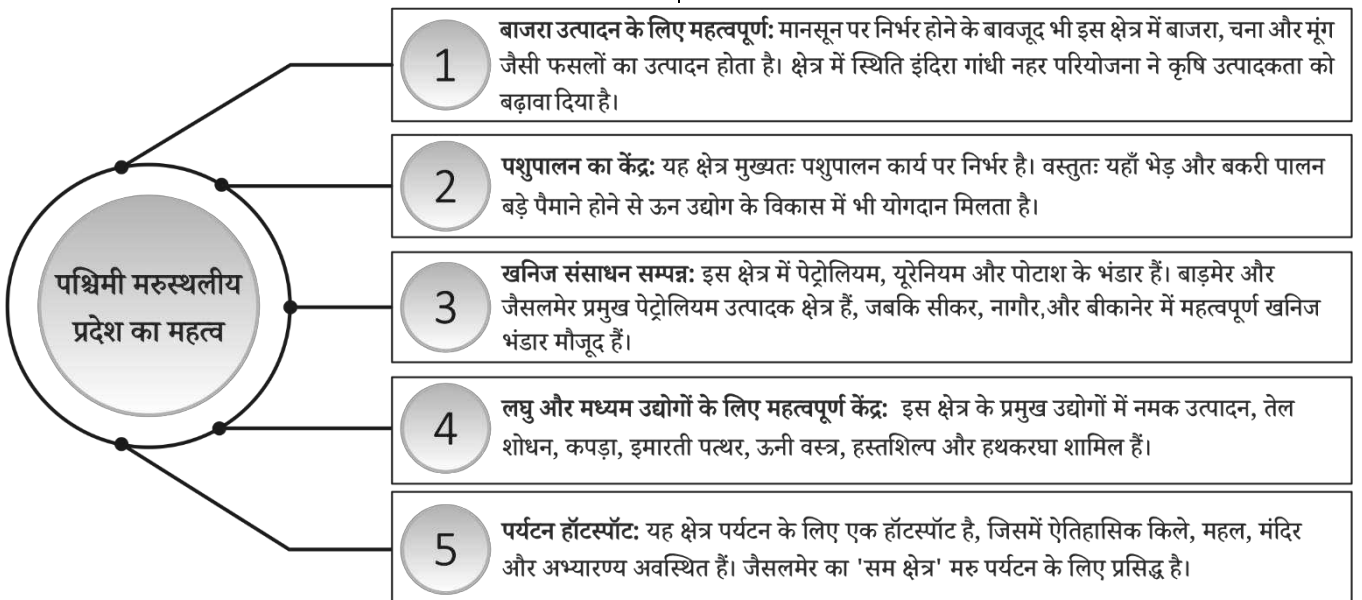 पश्चिमी मरुस्थलीय
प्रदेश का महत्व
1
बाजरा उत्पादन के लिए महत्वपूर्ण: मानसून पर निर्भर होने के बावजूद भी इस क्षेत्र में बाजरा, चना और मूंग
जैसी फसलों का उत्पादन होता है। क्षेत्र में स्थिति इंदिरा गांधी नहर परियोजना ने कृषि उत्पादकता को
बढ़ावा दिया है।
2
पशुपालन का केंद्र: यह क्षेत्र मुख्यतः पशुपालन कार्य पर निर्भर है। वस्तुतः यहाँ भेड़ और बकरी पालन
बड़े पैमाने होने से ऊन उद्योग के विकास में भी योगदान मिलता है।
3
खनिज संसाधन सम्पन्न: इस क्षेत्र में पेट्रोलियम, यूरेनियम और पोटाश के भंडार हैं। बाड़मेर और
जैसलमेर प्रमुख पेट्रोलियम उत्पादक क्षेत्र हैं, जबकि सीकर, नागौर,और बीकानेर में महत्वपूर्ण खनिज
भंडार मौजूद हैं।
4
लघु और मध्यम उद्योगों के लिए महत्वपूर्ण केंद्र: इस क्षेत्र के प्रमुख उद्योगों में नमक उत्पादन, तेल
शोधन, कपड़ा, इमारती पत्थर, ऊनी वस्त्र, हस्तशिल्प और हथकरघा शामिल हैं।
5
पर्यटन हॉटस्पॉट: यह क्षेत्र पर्यटन के लिए एक हॉटस्पॉट है, जिसमें ऐतिहासिक किले, महल, मंदिर
और अभ्यारण्य अवस्थित हैं। जैसलमेर का 'सम क्षेत्र' मरु पर्यटन के लिए प्रसिद्ध है।